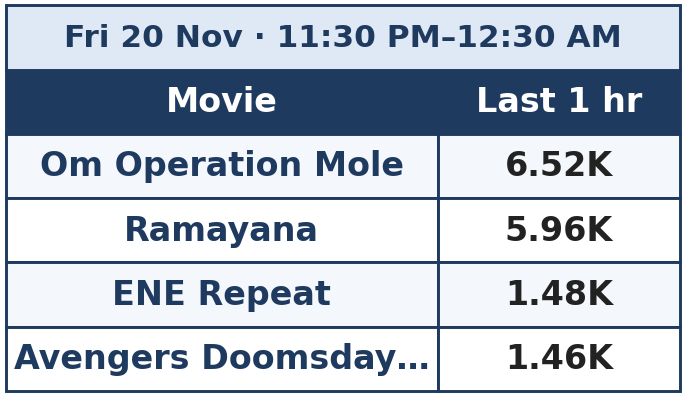 Fri 20 Nov · 11:30 PM–12:30 AM
Movie Last 1 hr
Om Operation Mole 6.52K
Ramayana 5.96K
ENE Repeat 1.48K
Avengers Doomsday… 1.46K